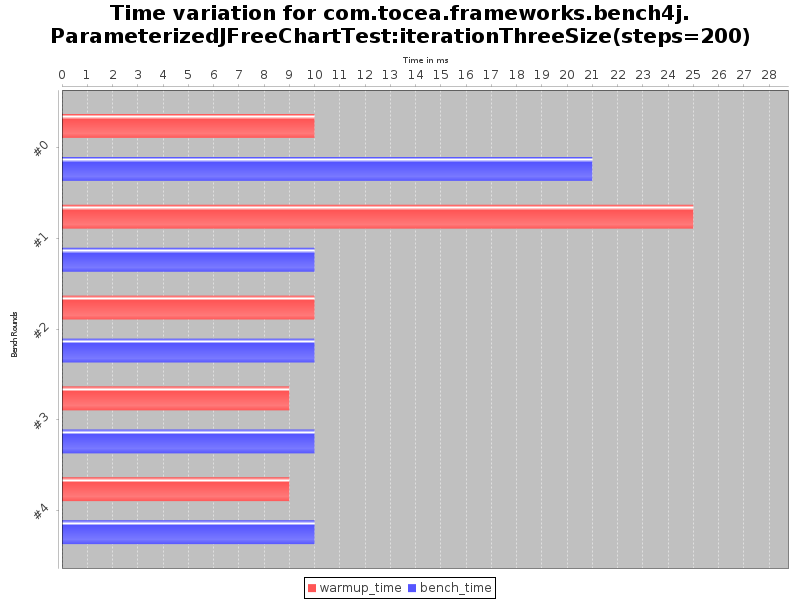 Time variation for com.tocea.frameworks.bench4j.
ParameterizedJFreeChartTest:iterationThreeSize(steps=200)
Time in ms
0 1 2 3 4 5 6 7 8 9 10 11 12 13 14 15 16 17 18 19 20 21 22 23 24 25 26 27 28
Bench Rounds
#0
#1
#2
#3
#4
warmup_time bench_time